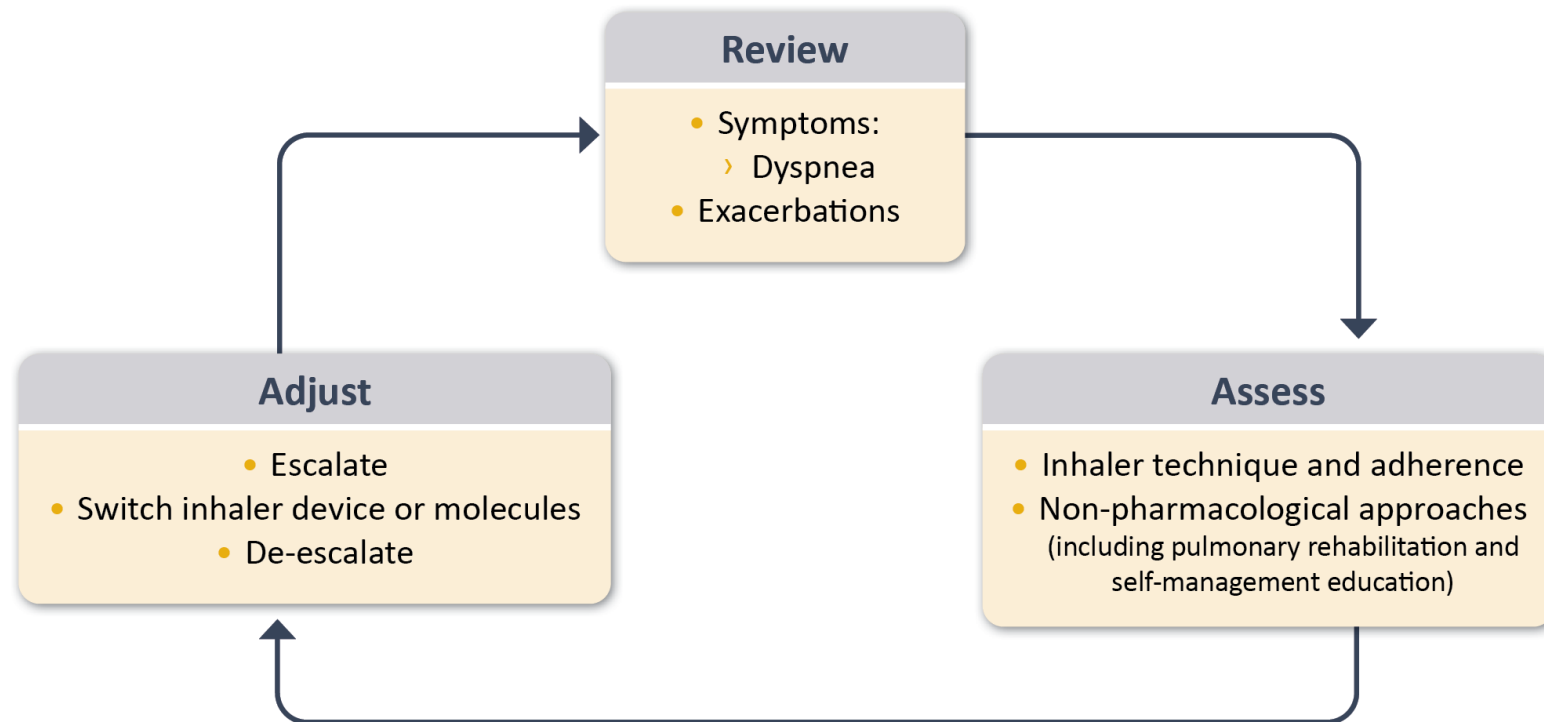 Review
• Symptoms:
› Dyspnea
• Exacerbations
Assess
• Inhaler technique and adherence
• Non-pharmacological approaches
(including pulmonary rehabilitation and
self-management education)
Adjust
• Escalate
• Switch inhaler device or molecules
• De-escalate